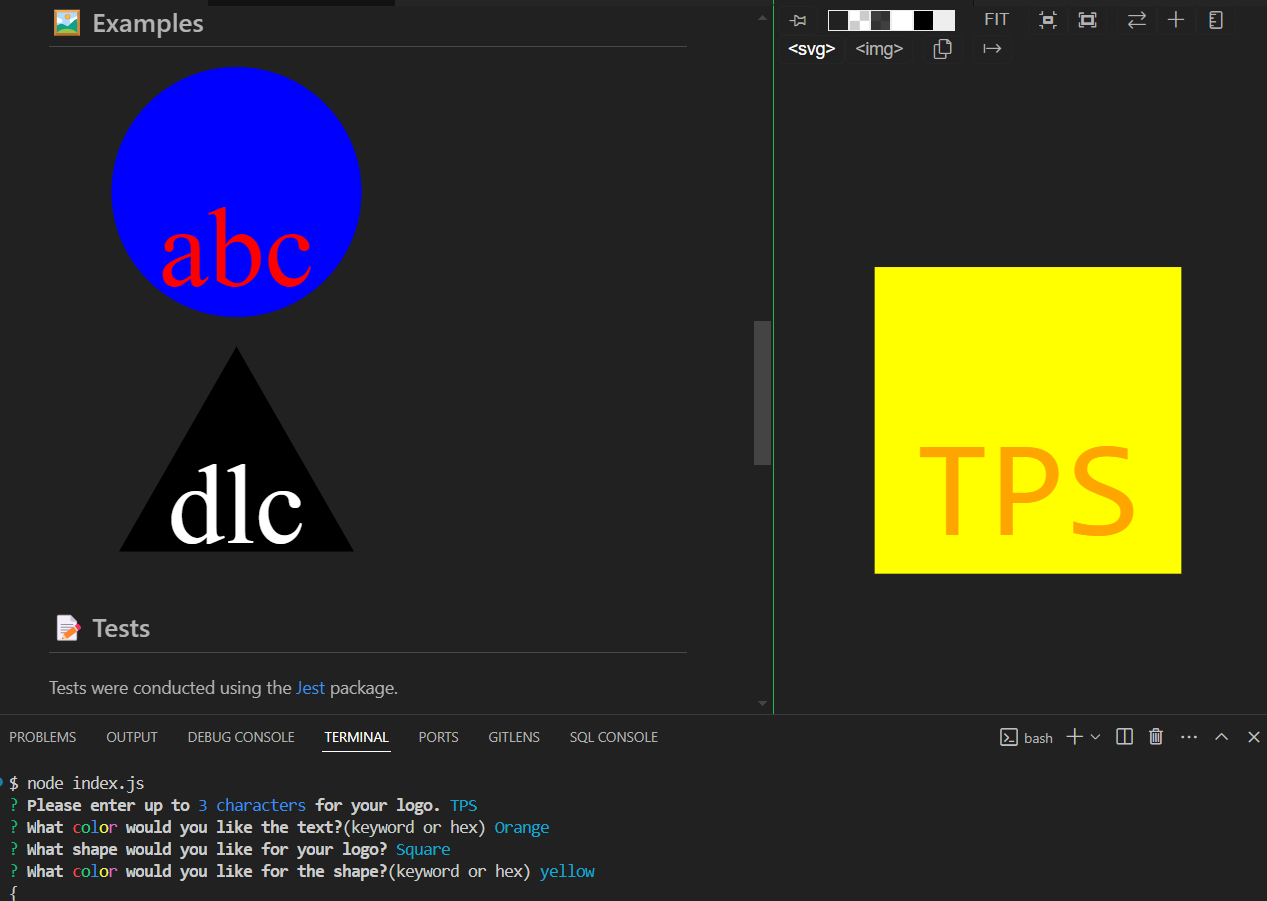 Examples
abc
dlc
Tests
Tests were conducted using the Jest package.
FIT
<svg> <img>
TPS
PROBLEMS OUTPUT DEBUG CONSOLE TERMINAL PORTS GITLENS SQL CONSOLE
bash
$ node index.js
? Please enter up to 3 characters for your logo. TPS
? What color would you like the text?(keyword or hex) Orange
? What shape would you like for your logo? Square
? What color would you like for the shape?(keyword or hex) yellow
{